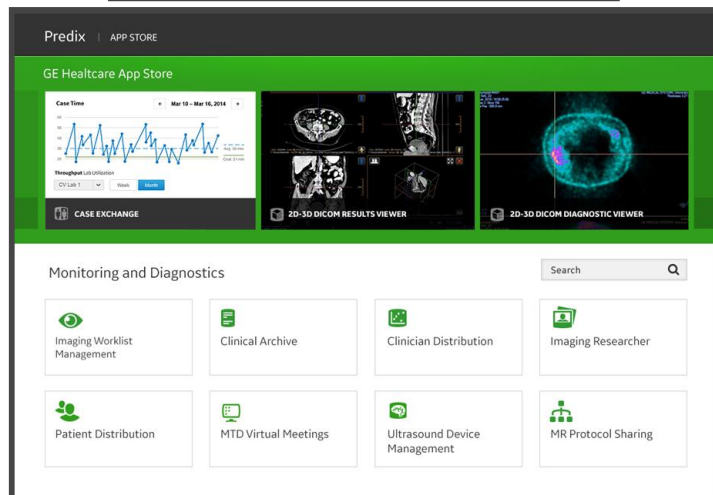 Predix | APP STORE
GE Healtcare App Store
Case Time
Mar 10 – Mar 16, 2014
Throughput Lab Utilization
CV Lab 1
Week
Month
CASE EXCHANGE
2D-3D DICOM RESULTS VIEWER
2D-3D DICOM DIAGNOSTIC VIEWER
Monitoring and Diagnostics
Search
Imaging Worklist
Management
Clinical Archive
Clinician Distribution
Imaging Researcher
Patient Distribution
MTD Virtual Meetings
Ultrasound Device
Management
MR Protocol Sharing